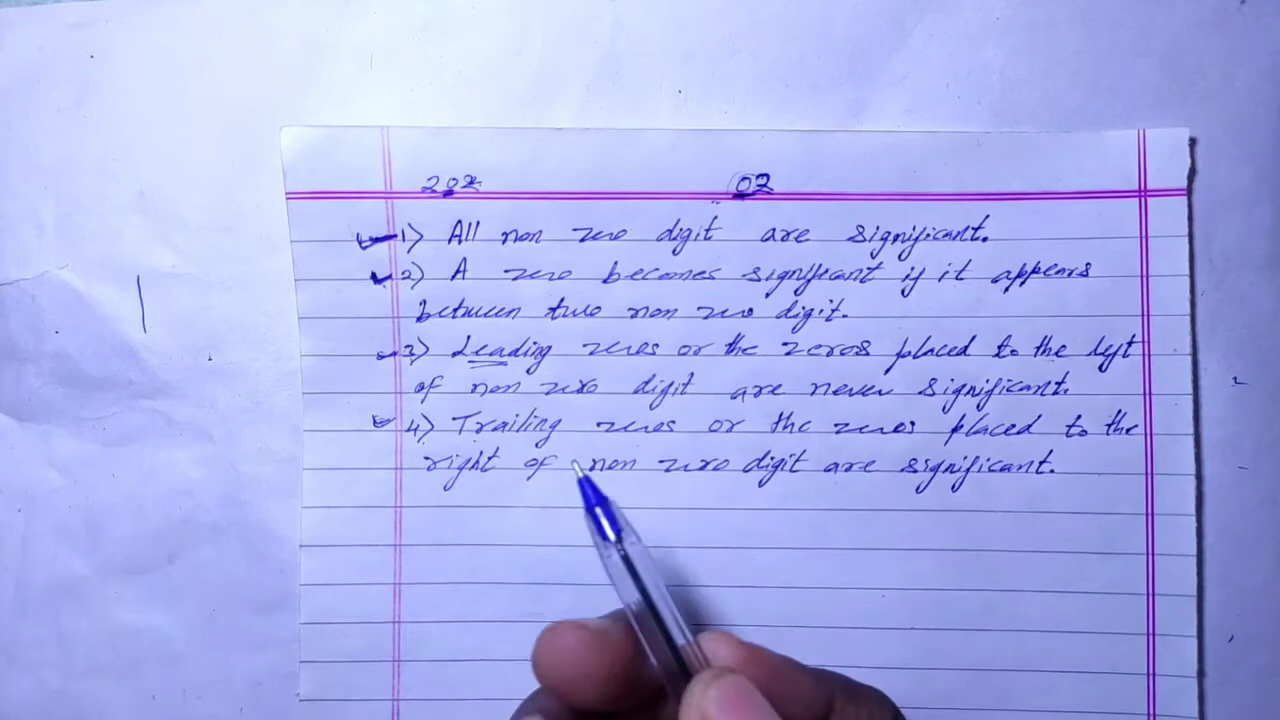 202 02
1) All non zero digit are significant.
2) A zero becomes significant if it appears
between two non zero digit.
3) Leading zeros or the zeros placed to the left
of non zero digit are never significant.
4) Trailing zeros or the zeros placed to the
right of non zero digit are significant.